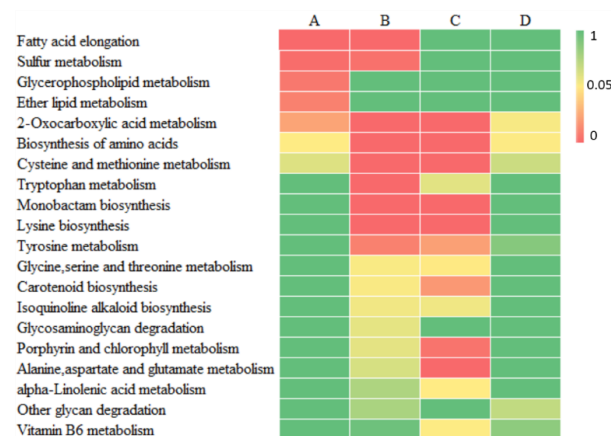 A B C D
Fatty acid elongation
Sulfur metabolism
Glycerophospholipid metabolism
Ether lipid metabolism
2-Oxocarboxylic acid metabolism
Biosynthesis of amino acids
Cysteine and methionine metabolism
Tryptophan metabolism
Monobactam biosynthesis
Lysine biosynthesis
Tyrosine metabolism
Glycine,serine and threonine metabolism
Carotenoid biosynthesis
Isoquinoline alkaloid biosynthesis
Glycosaminoglycan degradation
Porphyrin and chlorophyll metabolism
Alanine,aspartate and glutamate metabolism
alpha-Linolenic acid metabolism
Other glycan degradation
Vitamin B6 metabolism
1
0.05
0